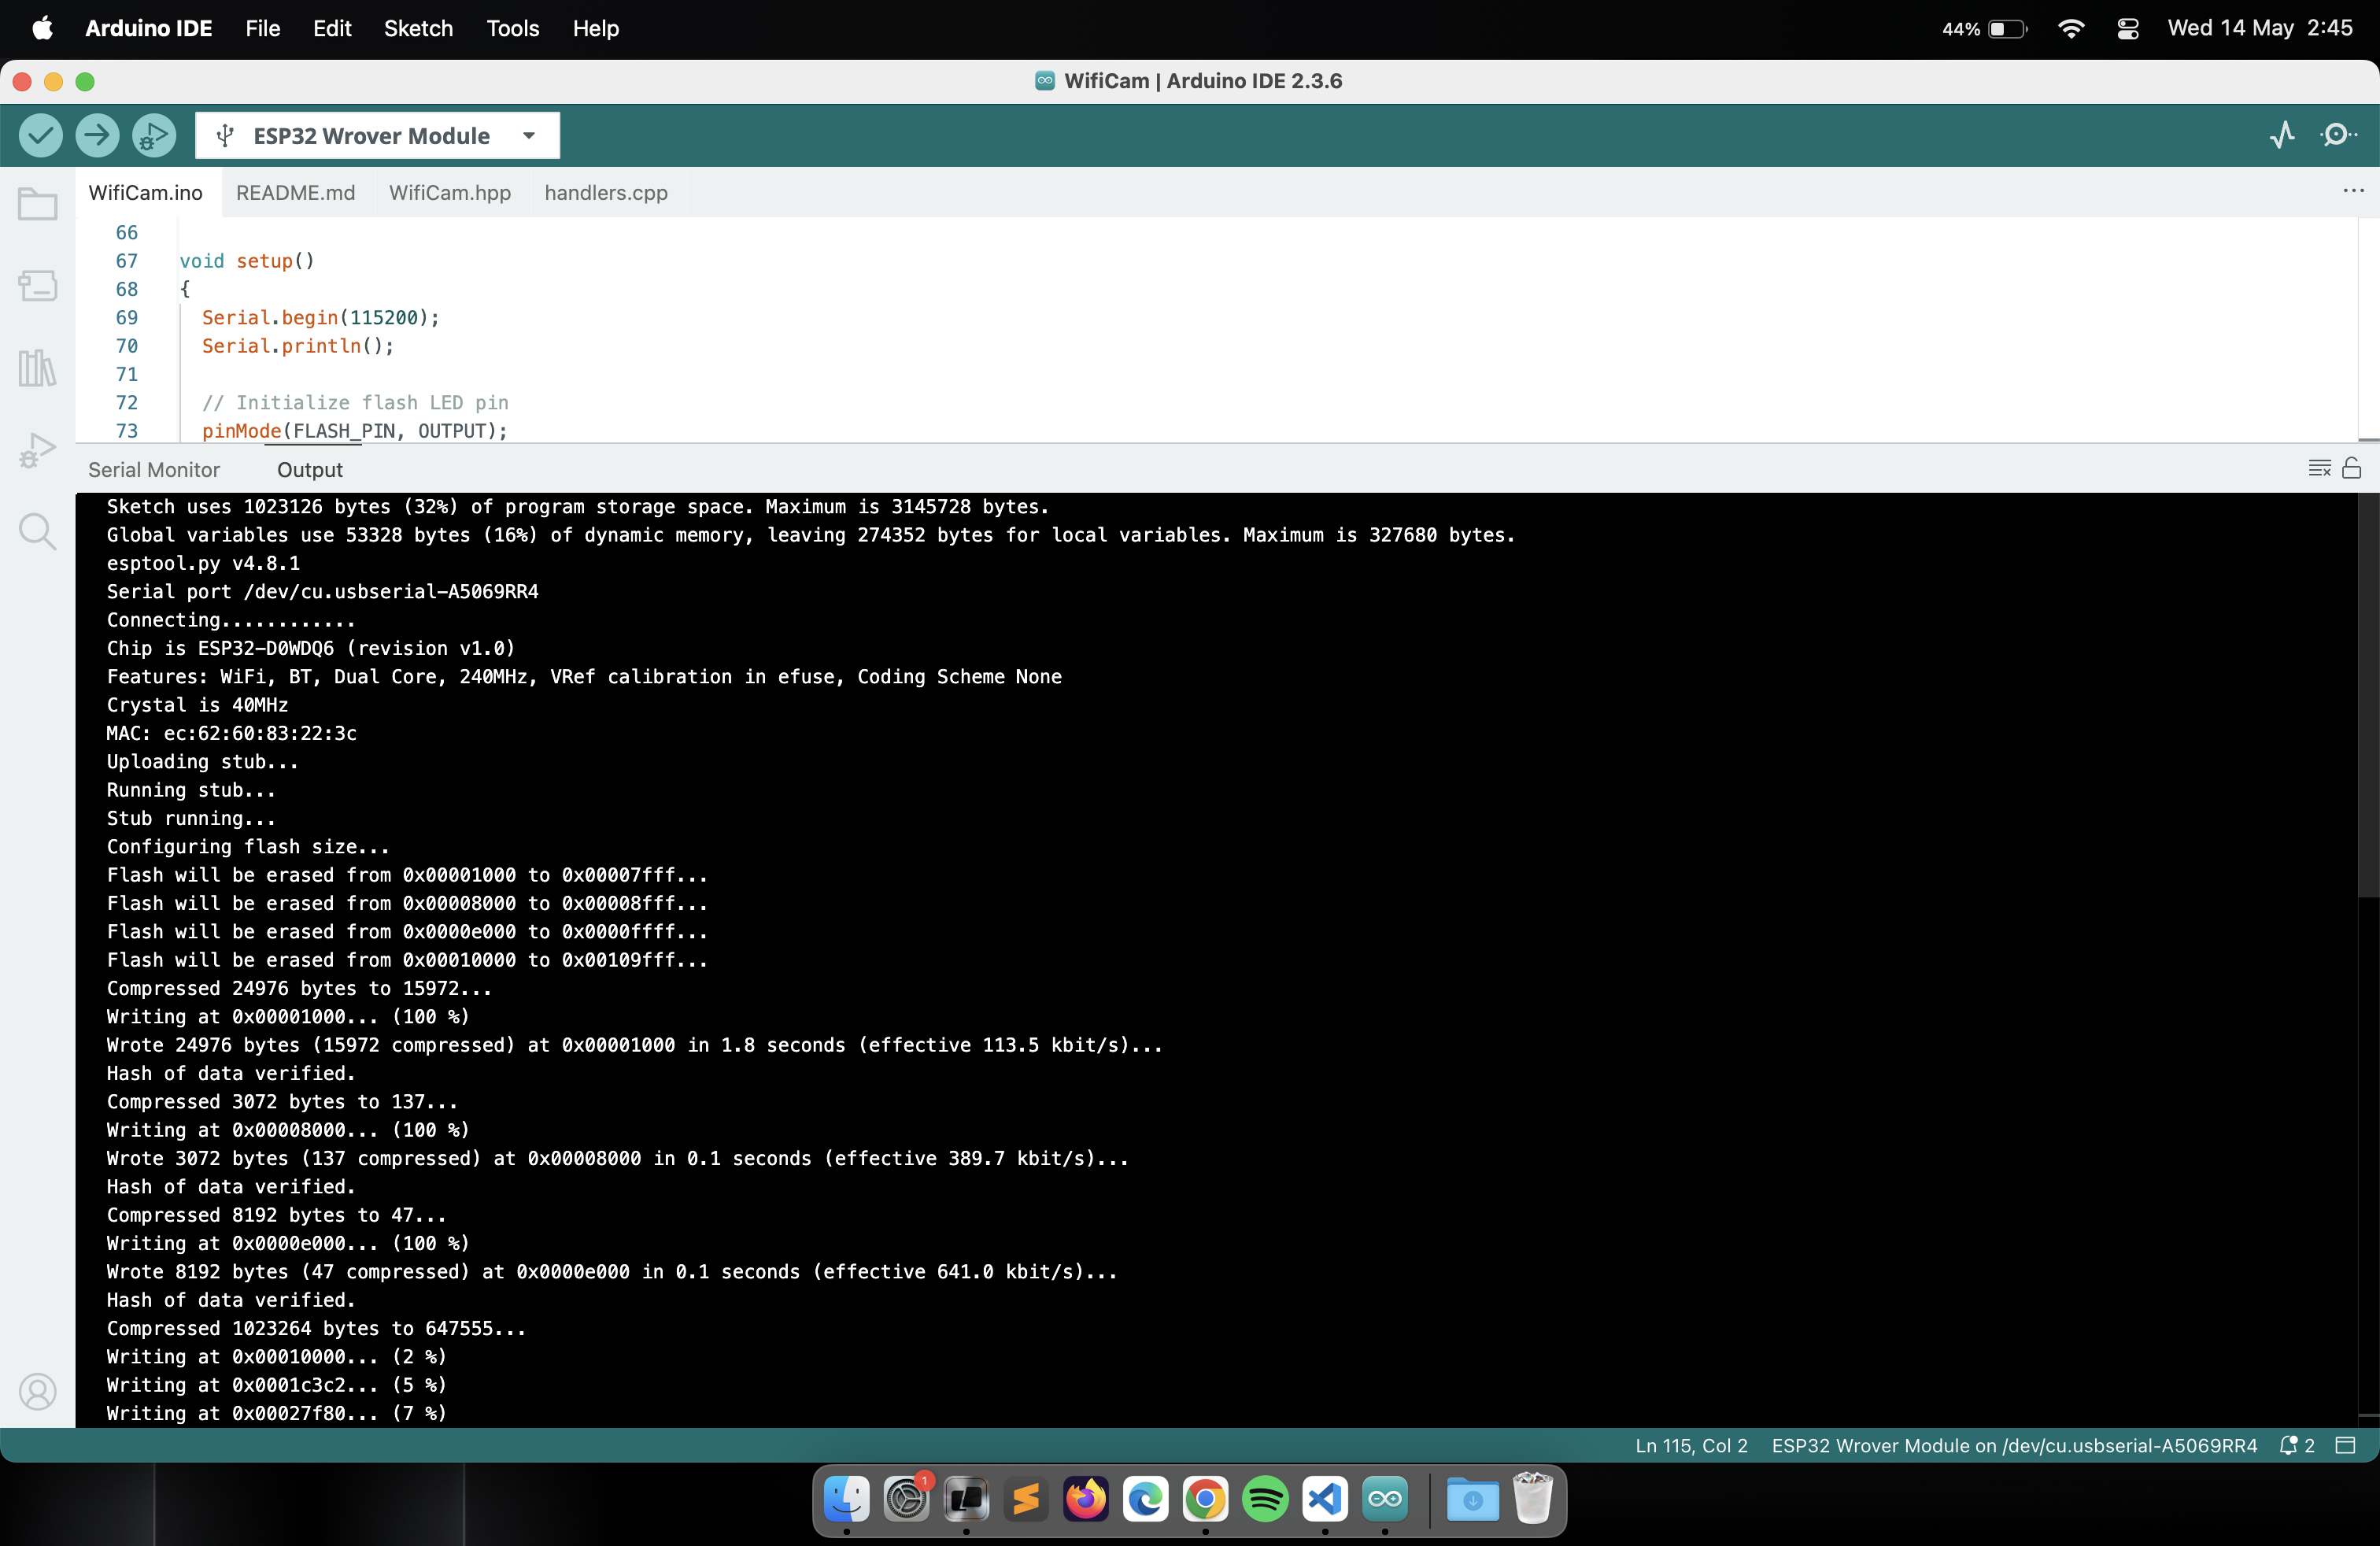 Arduino IDE File Edit Sketch Tools Help 44% Wed 14 May 2:45
WifiCam | Arduino IDE 2.3.6
ESP32 Wrover Module
WifiCam.ino README.md WifiCam.hpp handlers.cpp ...
66
67 void setup()
68 {
69 Serial.begin(115200);
70 Serial.println();
71
72 // Initialize flash LED pin
73 pinMode(FLASH_PIN, OUTPUT);
Serial Monitor Output
Sketch uses 1023126 bytes (32%) of program storage space. Maximum is 3145728 bytes.
Global variables use 53328 bytes (16%) of dynamic memory, leaving 274352 bytes for local variables. Maximum is 327680 bytes.
esptool.py v4.8.1
Serial port /dev/cu.usbserial-A5069RR4
Connecting............
Chip is ESP32-D0WDQ6 (revision v1.0)
Features: WiFi, BT, Dual Core, 240MHz, VRef calibration in efuse, Coding Scheme None
Crystal is 40MHz
MAC: ec:62:60:83:22:3c
Uploading stub...
Running stub...
Stub running...
Configuring flash size...
Flash will be erased from 0x00001000 to 0x00007fff...
Flash will be erased from 0x00008000 to 0x00008fff...
Flash will be erased from 0x0000e000 to 0x0000ffff...
Flash will be erased from 0x00010000 to 0x00109fff...
Compressed 24976 bytes to 15972...
Writing at 0x00001000... (100 %)
Wrote 24976 bytes (15972 compressed) at 0x00001000 in 1.8 seconds (effective 113.5 kbit/s)...
Hash of data verified.
Compressed 3072 bytes to 137...
Writing at 0x00008000... (100 %)
Wrote 3072 bytes (137 compressed) at 0x00008000 in 0.1 seconds (effective 389.7 kbit/s)...
Hash of data verified.
Compressed 8192 bytes to 47...
Writing at 0x0000e000... (100 %)
Wrote 8192 bytes (47 compressed) at 0x0000e000 in 0.1 seconds (effective 641.0 kbit/s)...
Hash of data verified.
Compressed 1023264 bytes to 647555...
Writing at 0x00010000... (2 %)
Writing at 0x0001c3c2... (5 %)
Writing at 0x00027f80... (7 %)
Ln 115, Col 2 ESP32 Wrover Module on /dev/cu.usbserial-A5069RR4 2
1